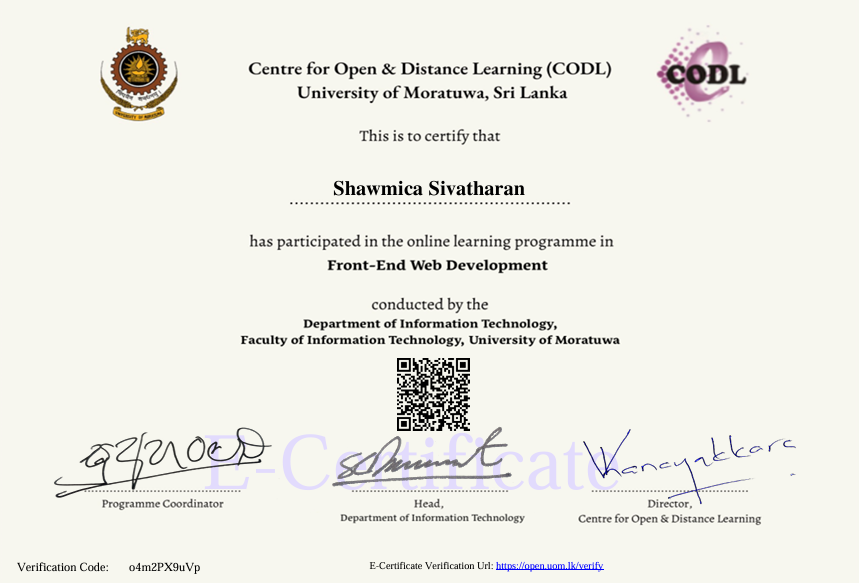 Centre for Open & Distance Learning (CODL)
University of Moratuwa, Sri Lanka
CODL
UNIVERSITY OF MORATUWA
This is to certify that
Shawmica Sivatharan
has participated in the online learning programme in
Front-End Web Development
conducted by the
Department of Information Technology,
Faculty of Information Technology, University of Moratuwa
E-Certificate
Programme Coordinator
Head,
Department of Information Technology
Director,
Centre for Open & Distance Learning
Verification Code: o4m2PX9uVp
E-Certificate Verification Url: https://open.uom.lk/verify